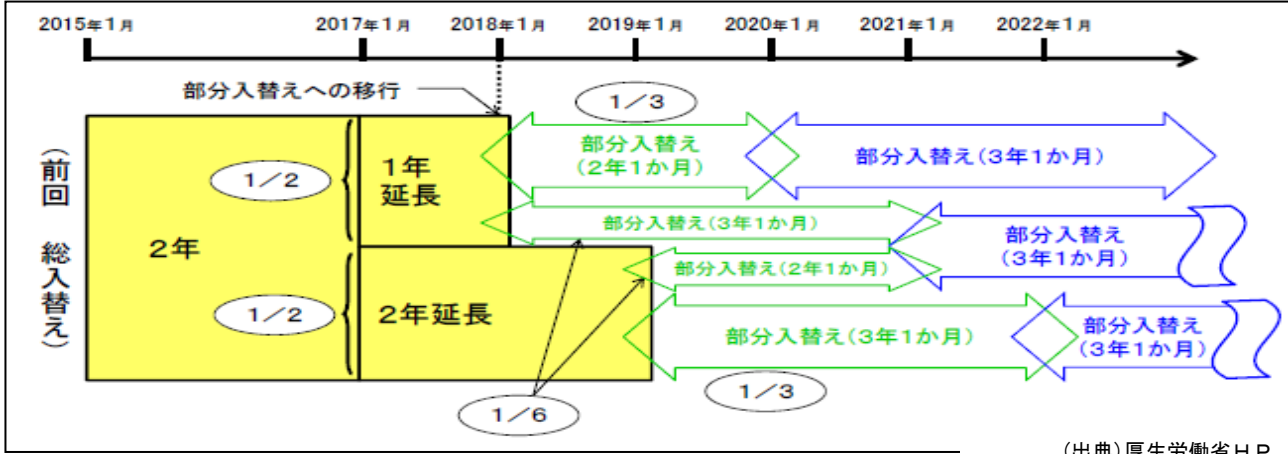 2015年1月 2017年1月 2018年1月 2019年1月 2020年1月 2021年1月 2022年1月
部分入替えへの移行
1/3
(前回 総入替え)
2年
1/2
1年
延長
部分入替え
(2年1か月)
部分入替え(3年1か月)
部分入替え(3年1か月)
部分入替え
(3年1か月)
部分入替え(2年1か月)
1/2
2年延長
部分入替え(3年1か月)
部分入替え
(3年1か月)
1/6
1/3
(出典)厚生労働省HP